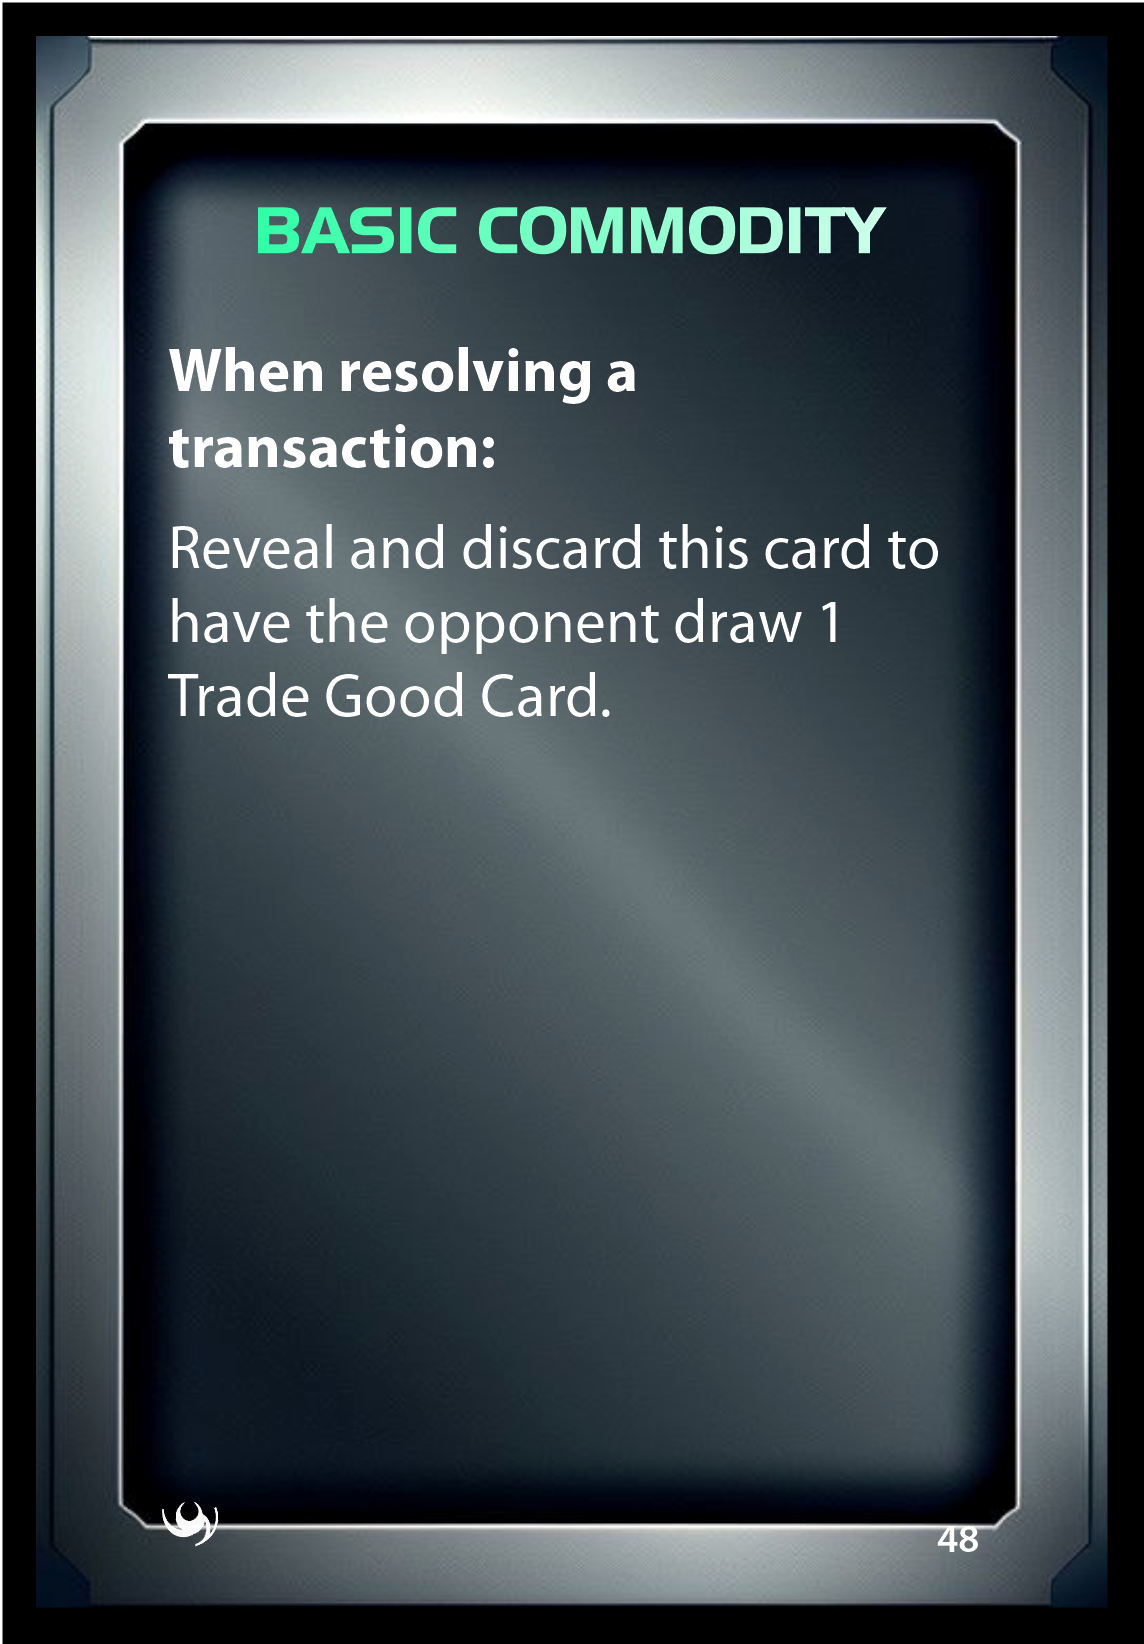 BASIC COMMODITY
When resolving a
transaction:
Reveal and discard this card to
have the opponent draw 1
Trade Good Card.
48